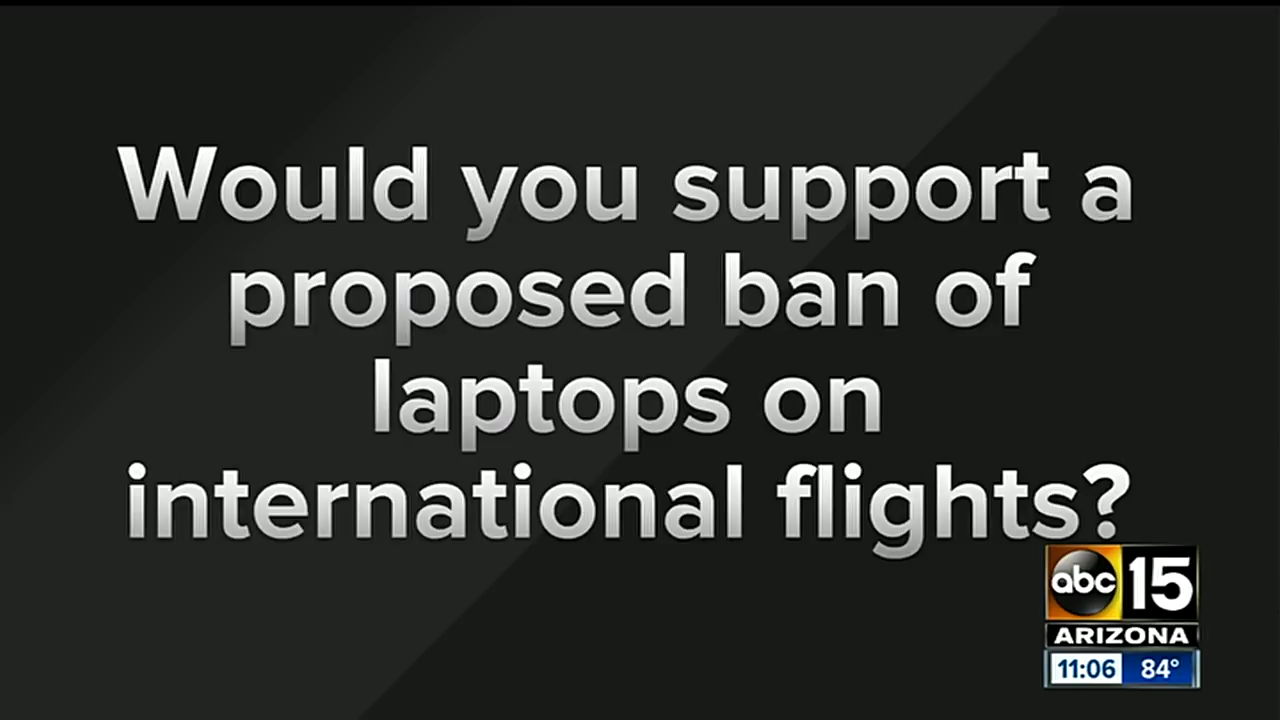 Would you support a
proposed ban of
laptops on
international flights?
abc 15
ARIZONA
11:06 84°